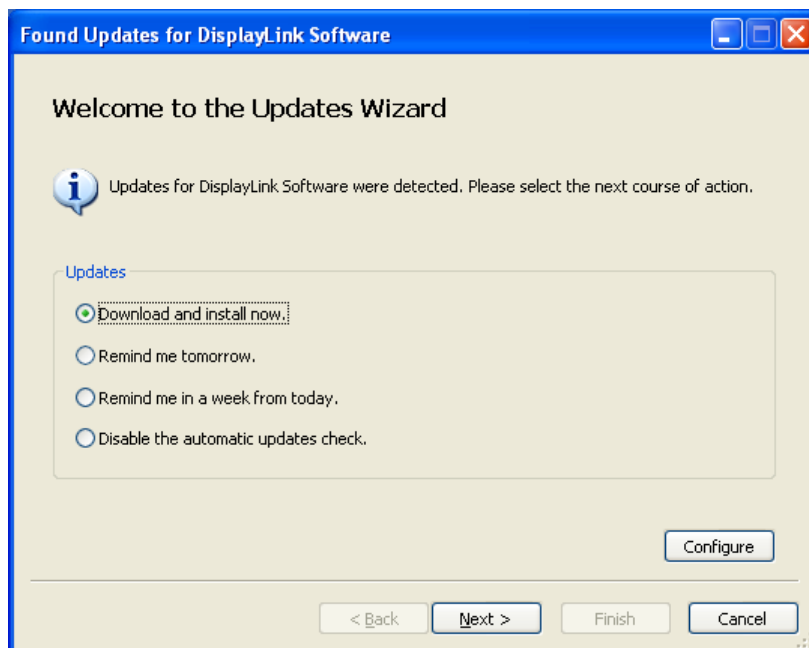 Found Updates for DisplayLink Software
Welcome to the Updates Wizard
Updates for DisplayLink Software were detected. Please select the next course of action.
Updates
Download and install now.
Remind me tomorrow.
Remind me in a week from today.
Disable the automatic updates check.
Configure
< Back Next > Finish Cancel